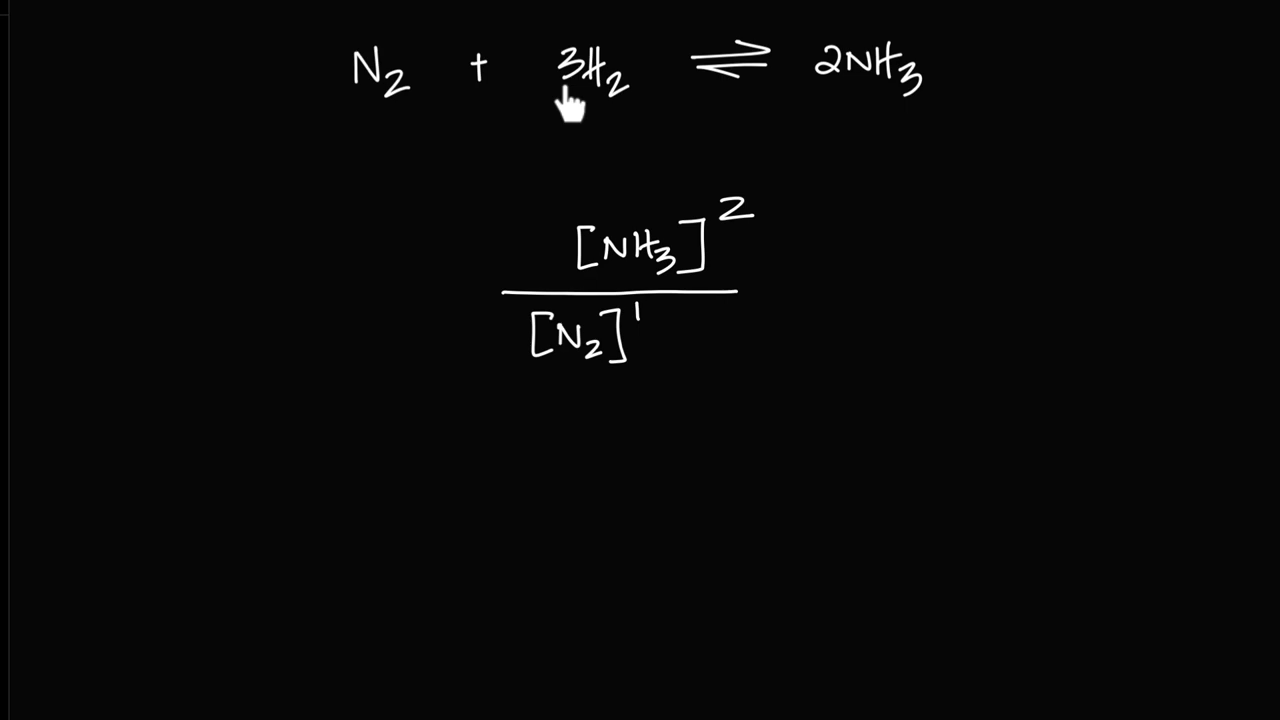 N₂ + 3H₂ ⇌ 2NH₃
[NH₃]²
[N₂]¹